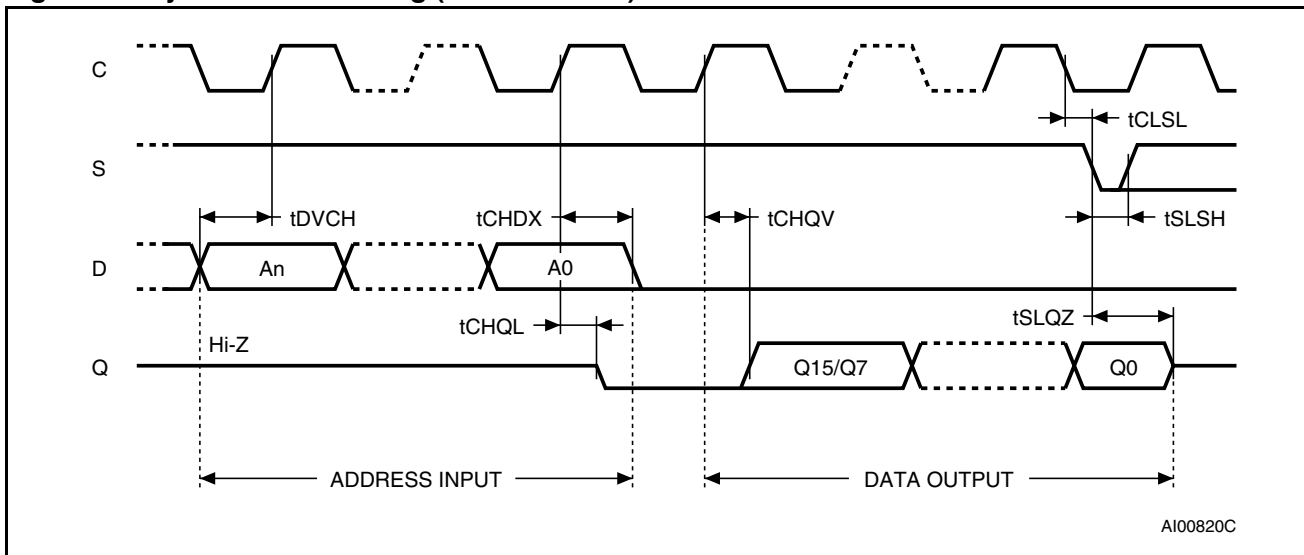 C
tCLSL
S
tDVCH
tCHDX
tCHQV
tSLSH
D
An
A0
tCHQL
tSLQZ
Hi-Z
Q
Q15/Q7
Q0
ADDRESS INPUT
DATA OUTPUT
AI00820C